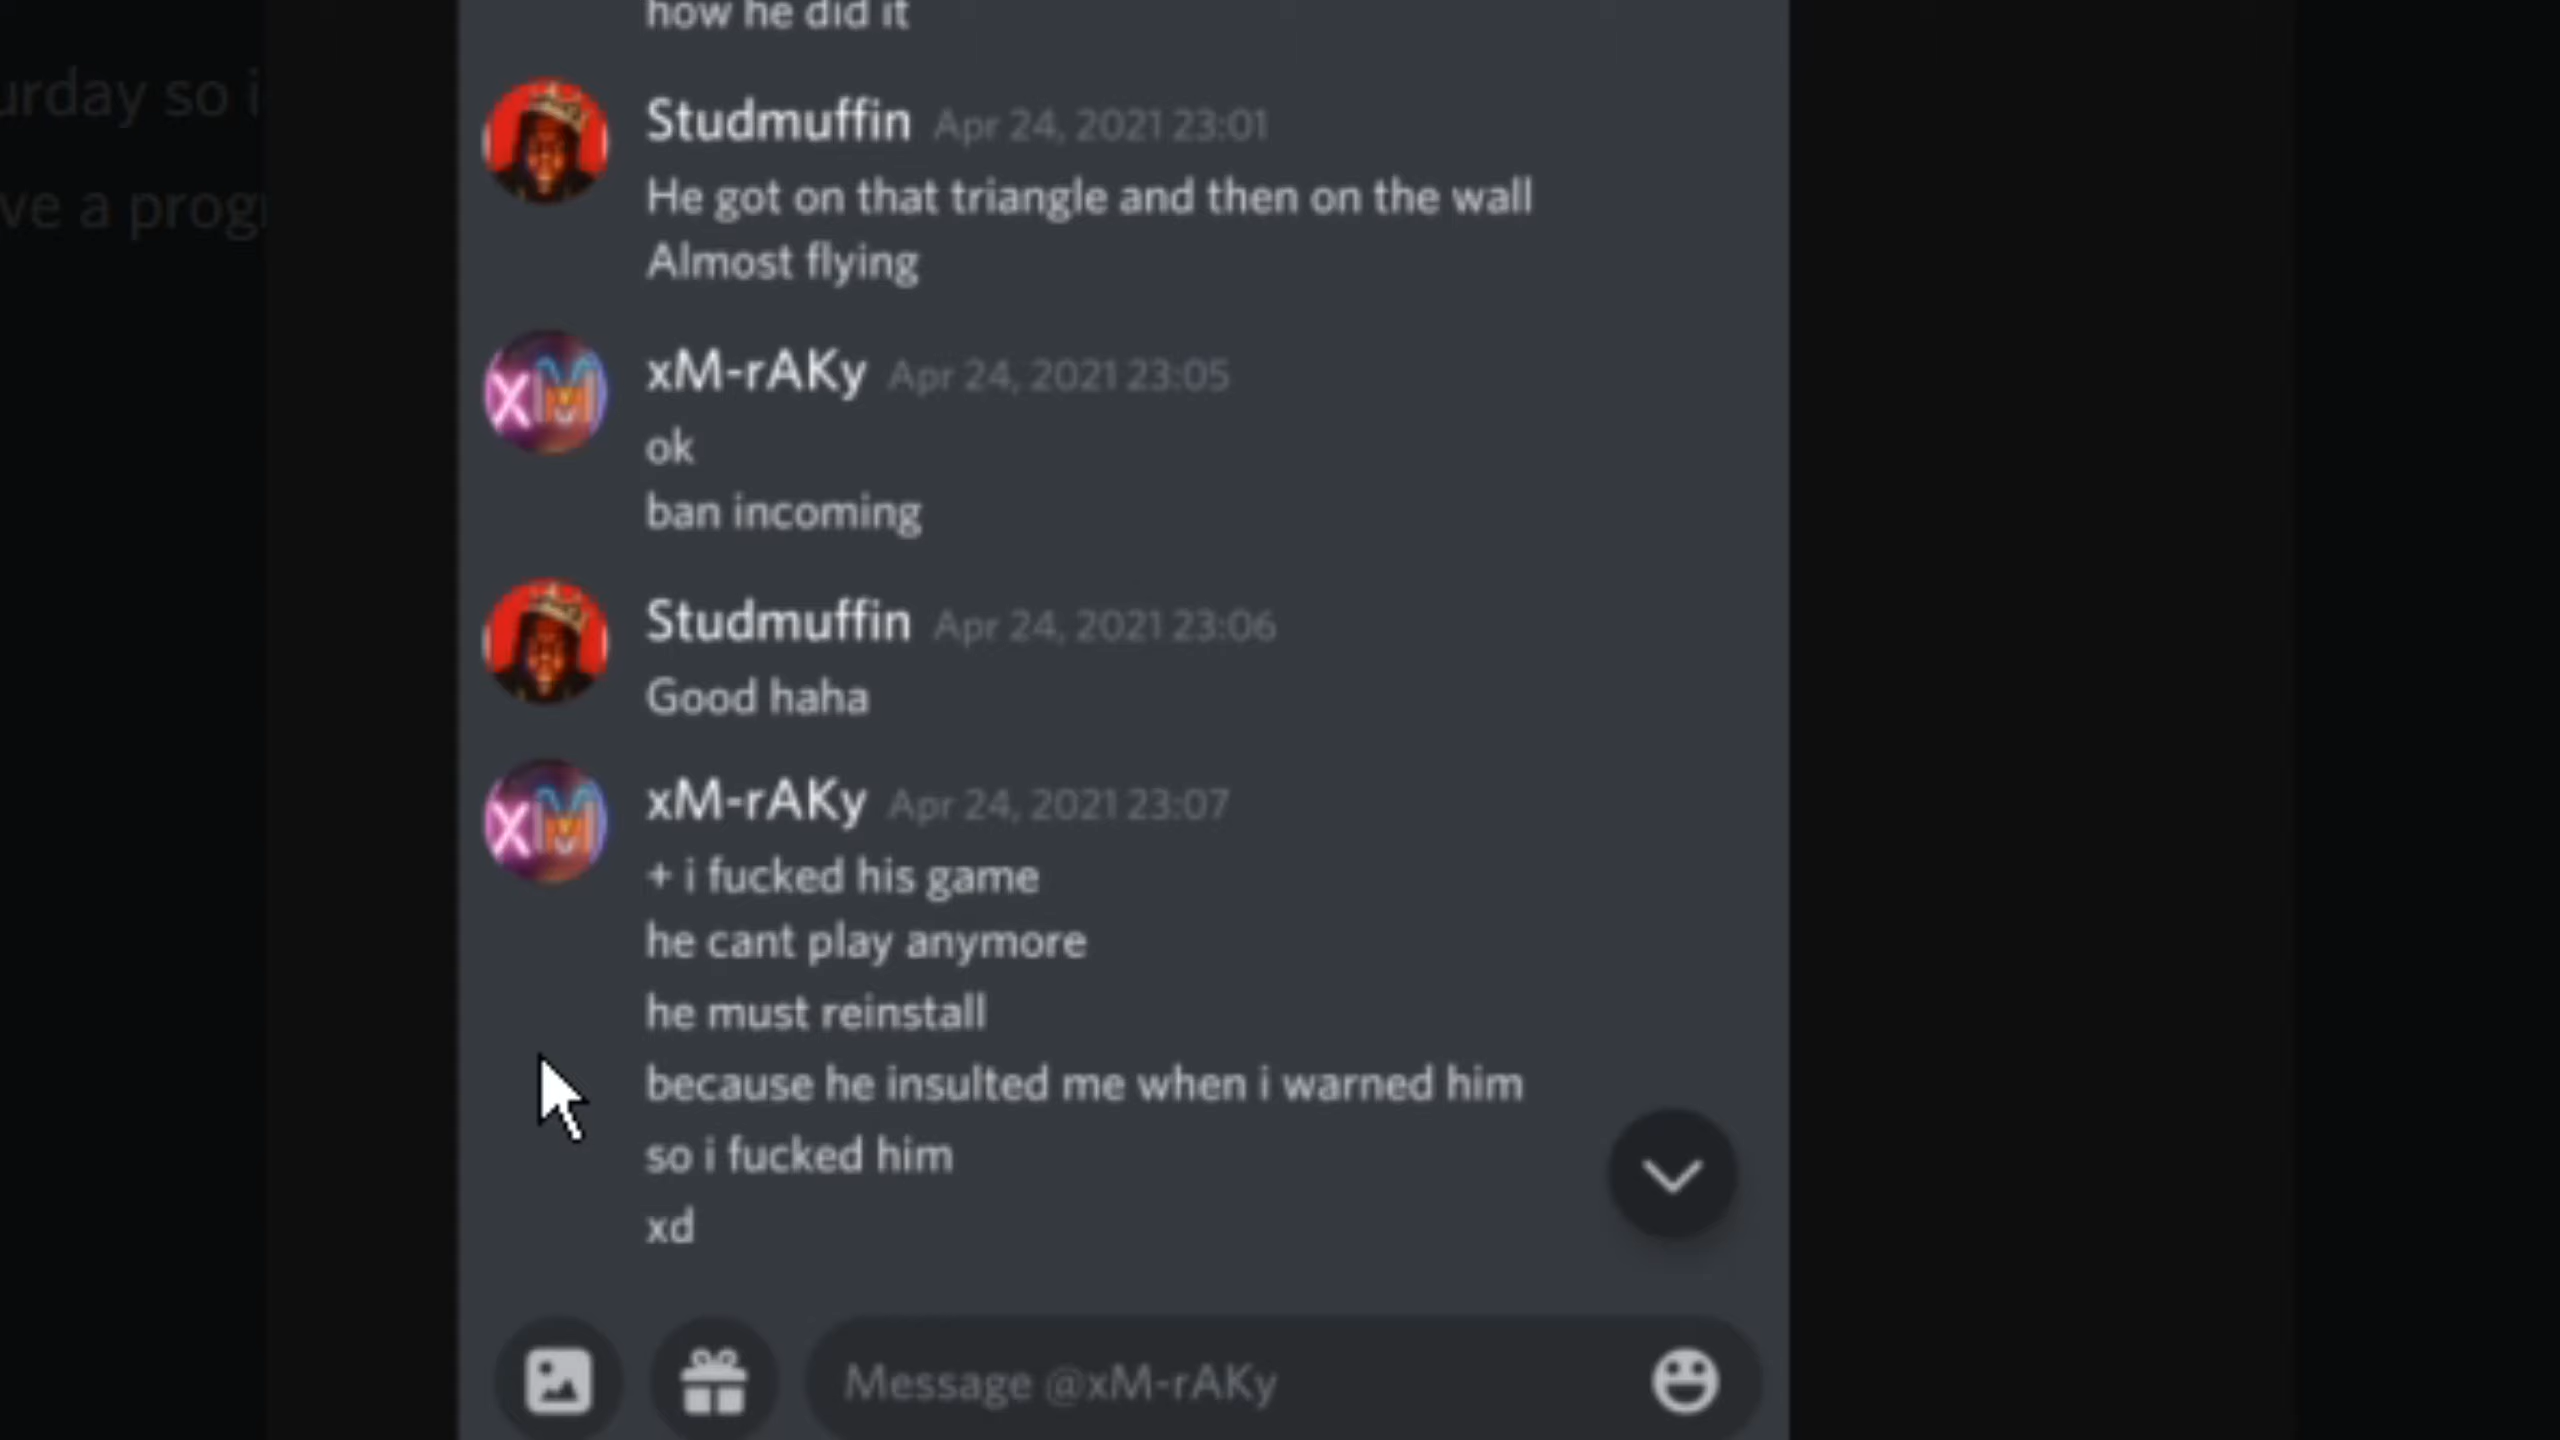 how he did it
urday so i
ve a prog
Studmuffin Apr 24, 2021 23:01
He got on that triangle and then on the wall
Almost flying
xM-rAKy Apr 24, 2021 23:05
ok
ban incoming
Studmuffin Apr 24, 2021 23:06
Good haha
xM-rAKy Apr 24, 2021 23:07
+ i fucked his game
he cant play anymore
he must reinstall
because he insulted me when i warned him
so i fucked him
xd
Message @xM-rAKy